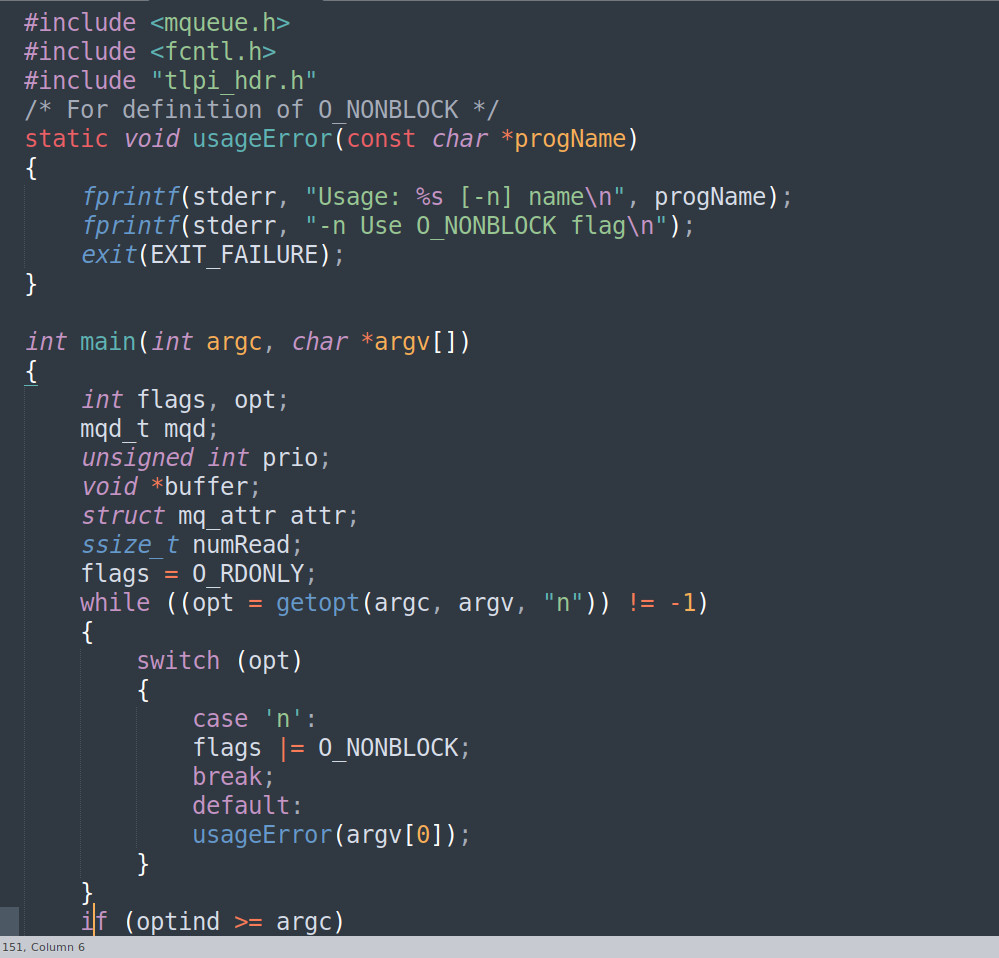 #include <mqueue.h>
#include <fcntl.h>
#include "tlpi_hdr.h"
/* For definition of O_NONBLOCK */
static void usageError(const char *progName)
{
    fprintf(stderr, "Usage: %s [-n] name\n", progName);
    fprintf(stderr, "-n Use O_NONBLOCK flag\n");
    exit(EXIT_FAILURE);
}

int main(int argc, char *argv[])
{
    int flags, opt;
    mqd_t mqd;
    unsigned int prio;
    void *buffer;
    struct mq_attr attr;
    ssize_t numRead;
    flags = O_RDONLY;
    while ((opt = getopt(argc, argv, "n")) != -1)
    {
        switch (opt)
        {
            case 'n':
            flags |= O_NONBLOCK;
            break;
            default:
            usageError(argv[0]);
        }
    }
    if (optind >= argc)
151, Column 6